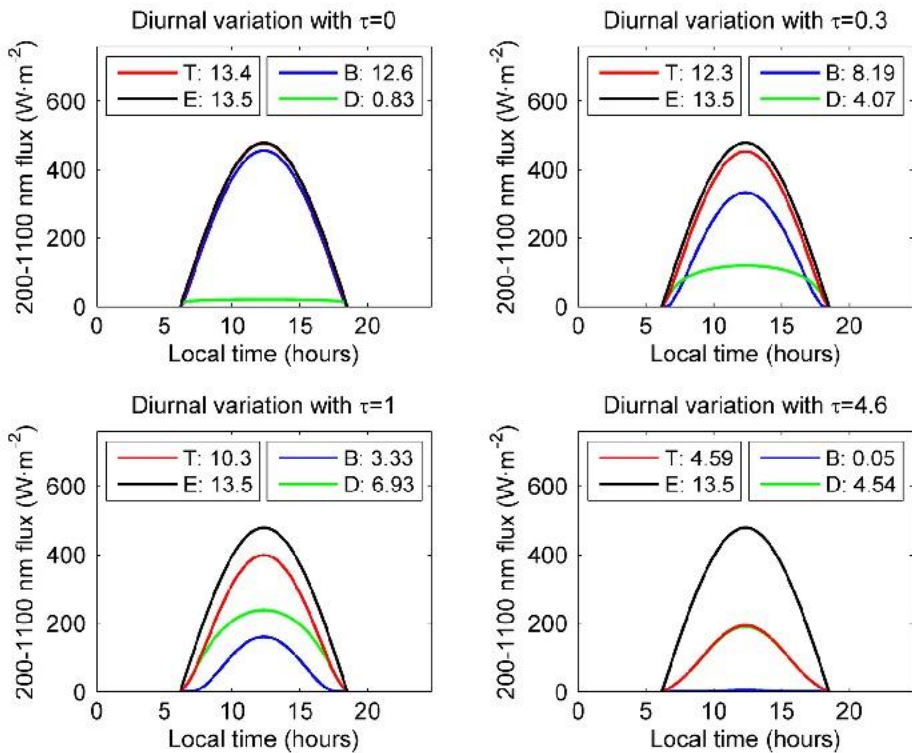 Diurnal variation with τ=0
T: 13.4
E: 13.5
B: 12.6
D: 0.83
200-1100 nm flux (W·m⁻²)
600
400
200
0
0 5 10 15 20
Local time (hours)
Diurnal variation with τ=0.3
T: 12.3
E: 13.5
B: 8.19
D: 4.07
200-1100 nm flux (W·m⁻²)
600
400
200
0
0 5 10 15 20
Local time (hours)
Diurnal variation with τ=1
T: 10.3
E: 13.5
B: 3.33
D: 6.93
200-1100 nm flux (W·m⁻²)
600
400
200
0
0 5 10 15 20
Local time (hours)
Diurnal variation with τ=4.6
T: 4.59
E: 13.5
B: 0.05
D: 4.54
200-1100 nm flux (W·m⁻²)
600
400
200
0
0 5 10 15 20
Local time (hours)